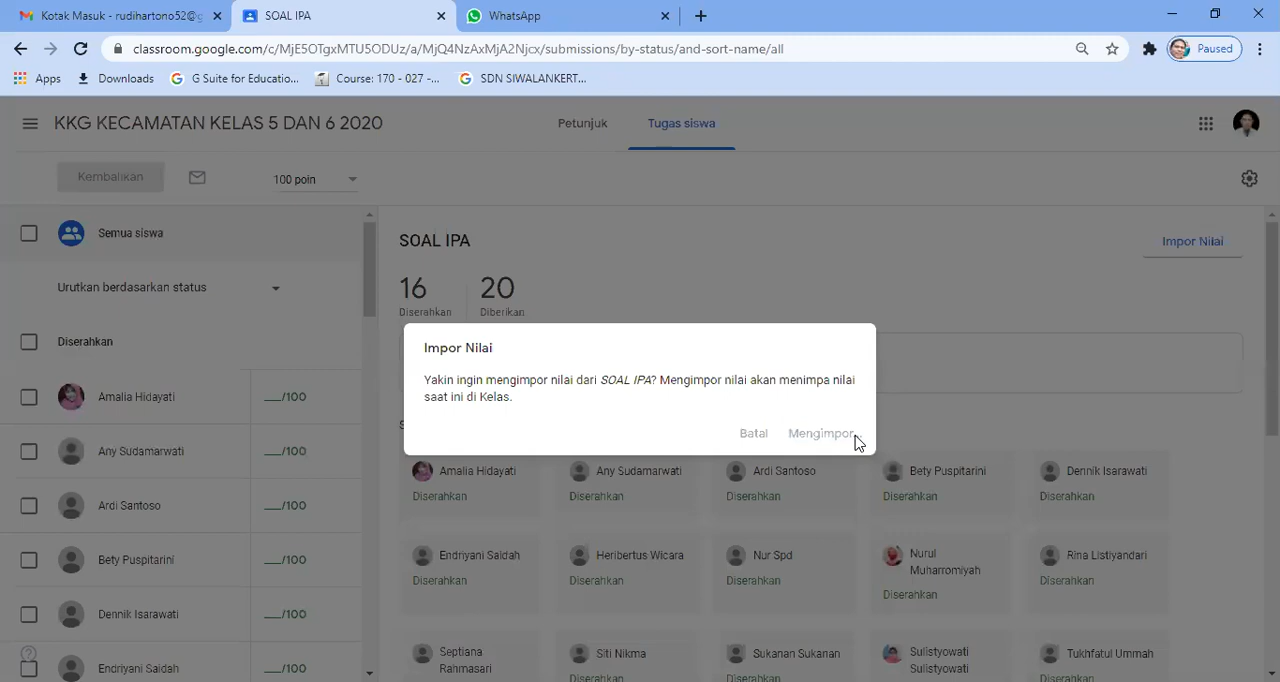 Kotak Masuk - rudihartono52@g
SOAL IPA
WhatsApp
classroom.google.com/c/MjE5OTgxMTU5ODUz/a/MjQ4NzAxMjA2Njcx/submissions/by-status/and-sort-name/all
Paused
Apps
Downloads
G Suite for Educatio...
Course: 170 - 027 -...
SDN SIWALANKERT...
KKG KECAMATAN KELAS 5 DAN 6 2020
Petunjuk
Tugas siswa
Kembalikan
100 poin
Semua siswa
Urutkan berdasarkan status
Diserahkan
Amalia Hidayati
___/100
Any Sudamarwati
___/100
Ardi Santoso
___/100
Bety Puspitarini
___/100
Dennik Isarawati
___/100
Endriyani Saidah
___/100
SOAL IPA
Impor Nilai
16
Diserahkan
20
Diberikan
Impor Nilai
Yakin ingin mengimpor nilai dari SOAL IPA? Mengimpor nilai akan menimpa nilai
saat ini di Kelas.
Batal
Mengimpor...
Amalia Hidayati
Diserahkan
Any Sudamarwati
Diserahkan
Ardi Santoso
Diserahkan
Bety Puspitarini
Diserahkan
Dennik Isarawati
Diserahkan
Endriyani Saidah
Diserahkan
Heribertus Wicara
Diserahkan
Nur Spd
Diserahkan
Nurul
Muharromiyah
Diserahkan
Rina Listiyandari
Diserahkan
Septiana
Rahmasari
Siti Nikma
Diserahkan
Sukanan Sukanan
Diserahkan
Sulistyowati
Sulistyowati
Tukhfatul Ummah
Diserahkan